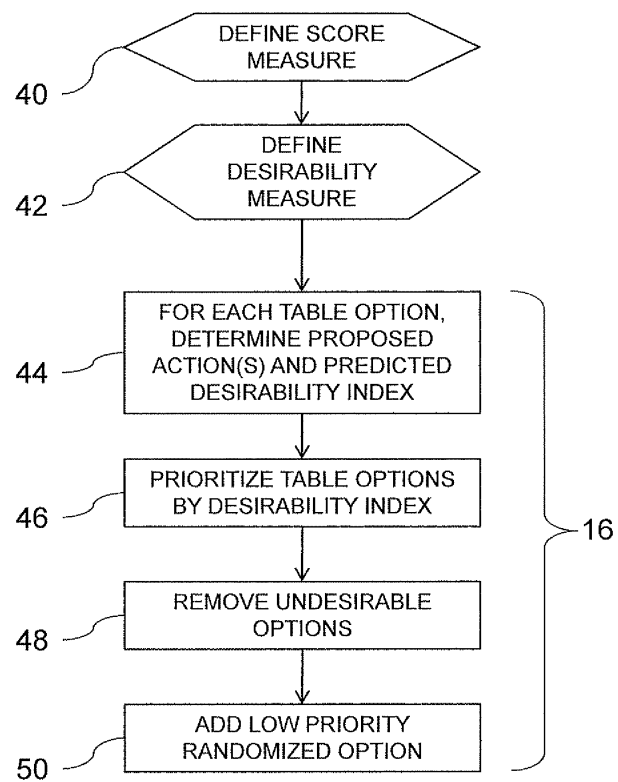 DEFINE SCORE
MEASURE
40
DEFINE
DESIRABILITY
MEASURE
42
FOR EACH TABLE OPTION,
DETERMINE PROPOSED
ACTION(S) AND PREDICTED
DESIRABILITY INDEX
44
PRIORITIZE TABLE OPTIONS
BY DESIRABILITY INDEX
46
16
REMOVE UNDESIRABLE
OPTIONS
48
ADD LOW PRIORITY
RANDOMIZED OPTION
50